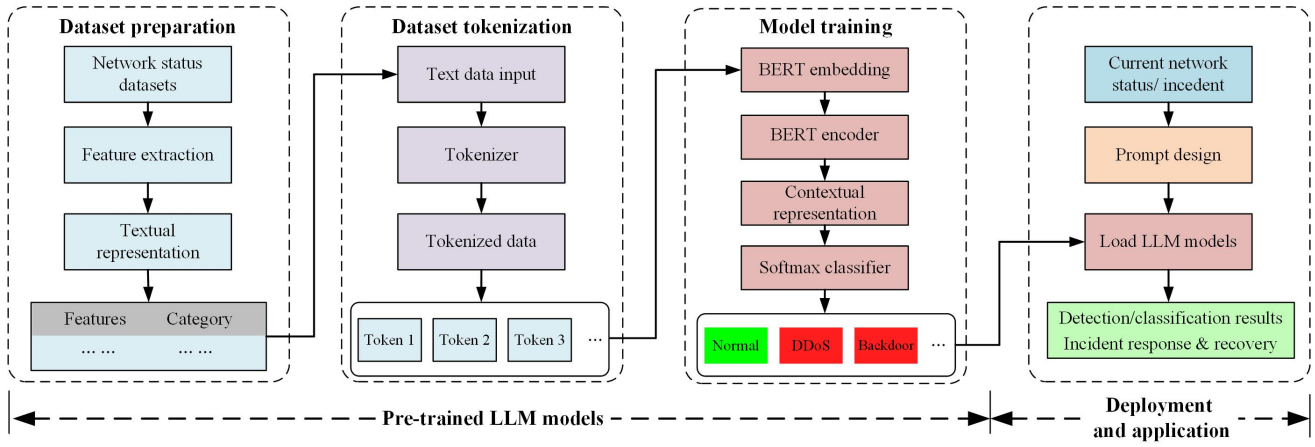 Dataset preparation
Network status
datasets
Feature extraction
Textual
representation
Features Category
... ... ... ...
Dataset tokenization
Text data input
Tokenizer
Tokenized data
Token 1 Token 2 Token 3 ...
Model training
BERT embedding
BERT encoder
Contextual
representation
Softmax classifier
Normal DDoS Backdoor ...
Current network
status/ incedent
Prompt design
Load LLM models
Detection/classification results
Incident response & recovery
Pre-trained LLM models
Deployment
and application